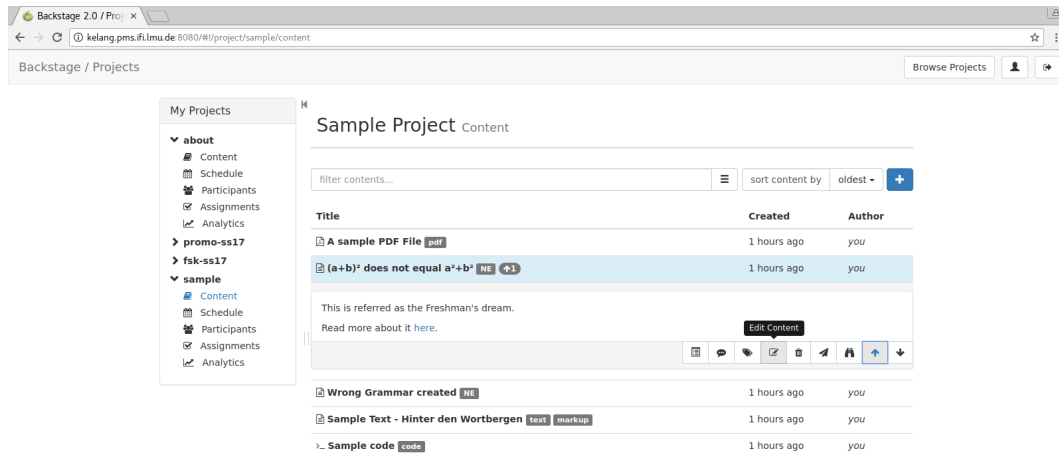 Backstage 2.0 / Proj
kelang.pms.ifi.lmu.de:8080/#!/project/sample/content
Backstage / Projects
Browse Projects
My Projects
about
Content
Schedule
Participants
Assignments
Analytics
promo-ss17
fsk-ss17
sample
Content
Schedule
Participants
Assignments
Analytics
Sample Project Content
filter contents...
sort content by oldest
Title Created Author
A sample PDF File pdf 1 hours ago you
(a+b)² does not equal a²+b² NE 1 1 hours ago you
This is referred as the Freshman's dream.
Read more about it here.
Edit Content
Wrong Grammar created NE 1 hours ago you
Sample Text - Hinter den Wortbergen text markup 1 hours ago you
Sample code code 1 hours ago you